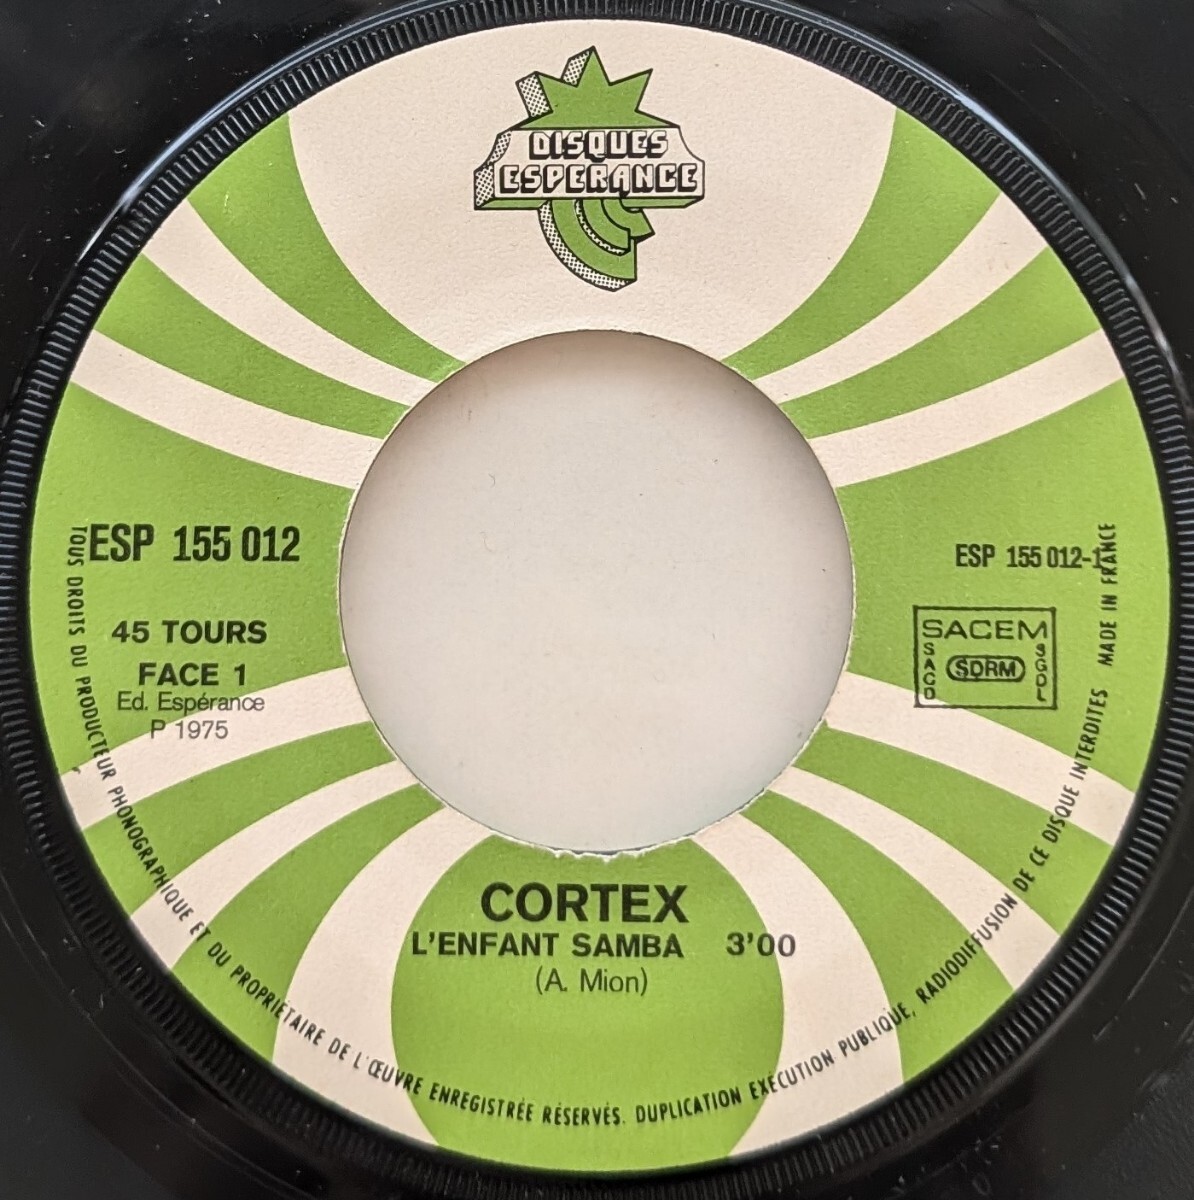 DISQUES
ESPERANCE
ESP 155 012
45 TOURS
FACE 1
Ed. Espérance
P 1975
ESP 155 012-1
SACEM
SACD
SDRM
SGDL
CORTEX
L'ENFANT SAMBA 3'00
(A. Mion)
TOUS DROITS DU PRODUCTEUR PHONOGRAPHIQUE ET DU PROPRIÉTAIRE DE L'ŒUVRE ENREGISTRÉE RÉSERVÉS. DUPLICATION EXÉCUTION PUBLIQUE, RADIODIFFUSION DE CE DISQUE INTERDITES MADE IN FRANCE